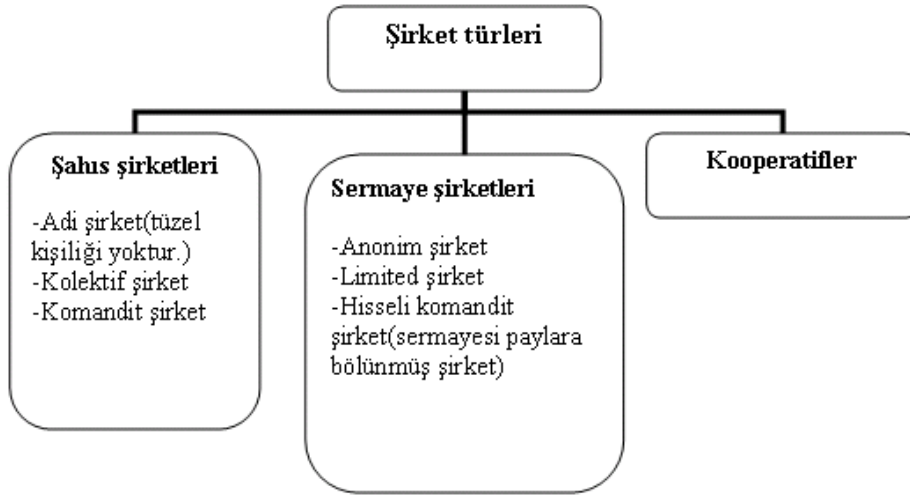 Şirket türleri
Şahıs şirketleri
-Adi şirket(tüzel
kişiliği yoktur.)
-Kolektif şirket
-Komandit şirket
Sermaye şirketleri
-Anonim şirket
-Limited şirket
-Hisseli komandit
şirket(sermayesi paylara
bölünmüş şirket)
Kooperatifler